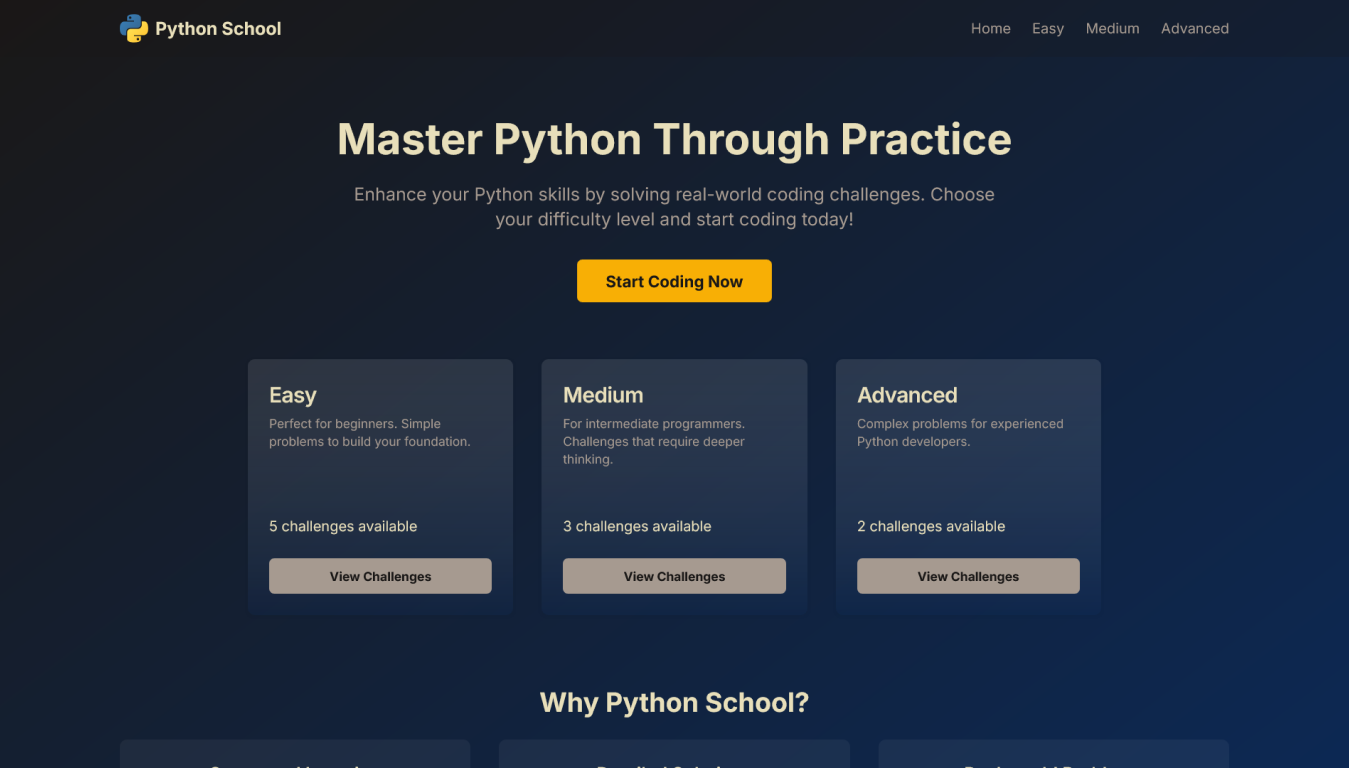 Python School
Home Easy Medium Advanced
Master Python Through Practice
Enhance your Python skills by solving real-world coding challenges. Choose
your difficulty level and start coding today!
Start Coding Now
Easy
Perfect for beginners. Simple
problems to build your foundation.
5 challenges available
View Challenges
Medium
For intermediate programmers.
Challenges that require deeper
thinking.
3 challenges available
View Challenges
Advanced
Complex problems for experienced
Python developers.
2 challenges available
View Challenges
Why Python School?